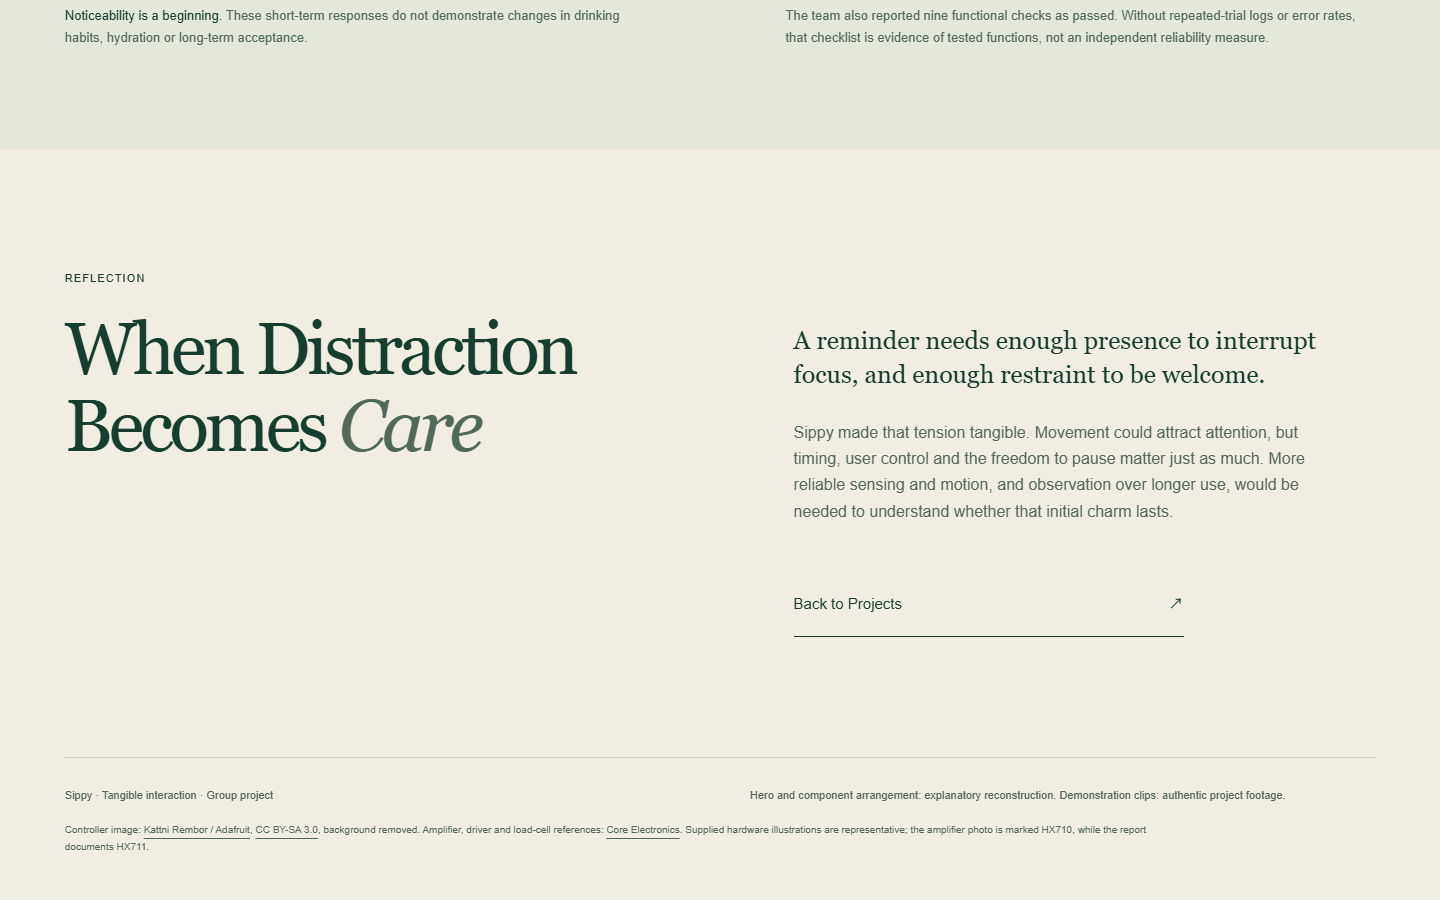 Noticeability is a beginning. These short-term responses do not demonstrate changes in drinking
habits, hydration or long-term acceptance.
The team also reported nine functional checks as passed. Without repeated-trial logs or error rates,
that checklist is evidence of tested functions, not an independent reliability measure.
REFLECTION
When Distraction
Becomes Care
A reminder needs enough presence to interrupt
focus, and enough restraint to be welcome.
Sippy made that tension tangible. Movement could attract attention, but
timing, user control and the freedom to pause matter just as much. More
reliable sensing and motion, and observation over longer use, would be
needed to understand whether that initial charm lasts.
Back to Projects ↗
Sippy · Tangible interaction · Group project
Hero and component arrangement: explanatory reconstruction. Demonstration clips: authentic project footage.
Controller image: Kattni Rembor / Adafruit, CC BY-SA 3.0, background removed. Amplifier, driver and load-cell references: Core Electronics. Supplied hardware illustrations are representative; the amplifier photo is marked HX710, while the report
documents HX711.